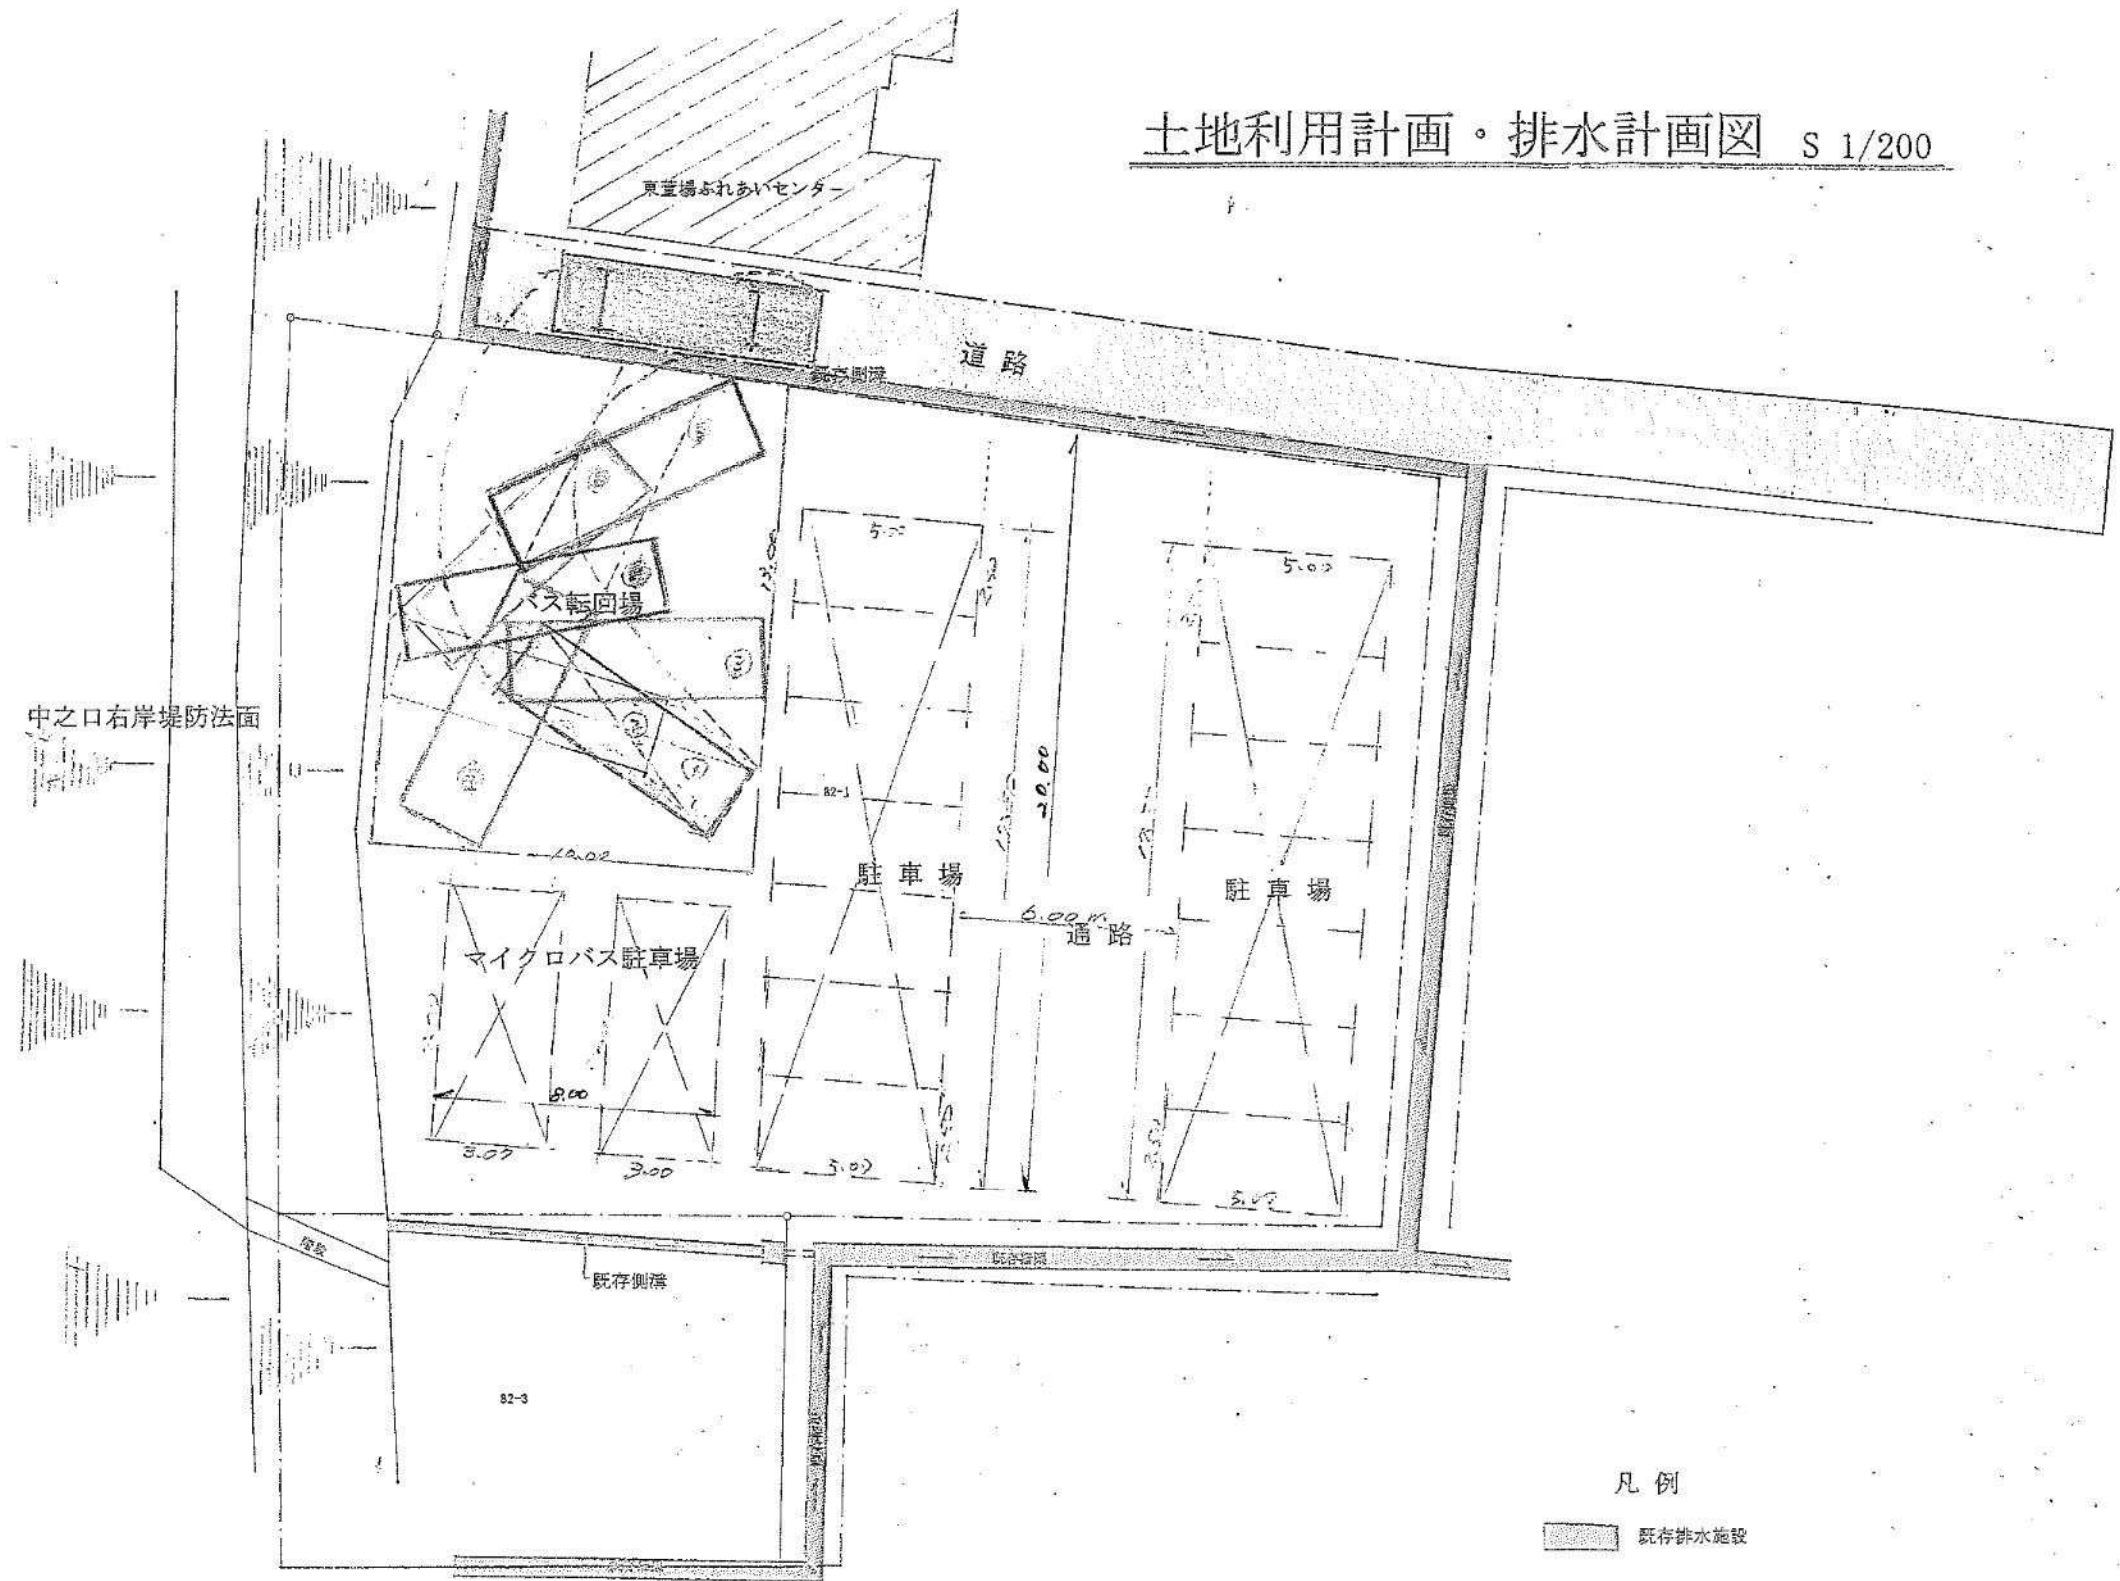 土地利用計画・排水計画図 S 1/200
東萱場ふれあいセンター
道 路
既存側溝
5.00
5.00
13.00
バス転回場
中之口右岸堤防法面
20.00
82-1
10.00
駐 車 場
駐 車 場
6.00 m
通 路
マイクロバス駐車場
8.00
3.00
3.00
5.00
5.00
階段
既存側溝
既存側溝
82-3
凡 例
既存排水施設